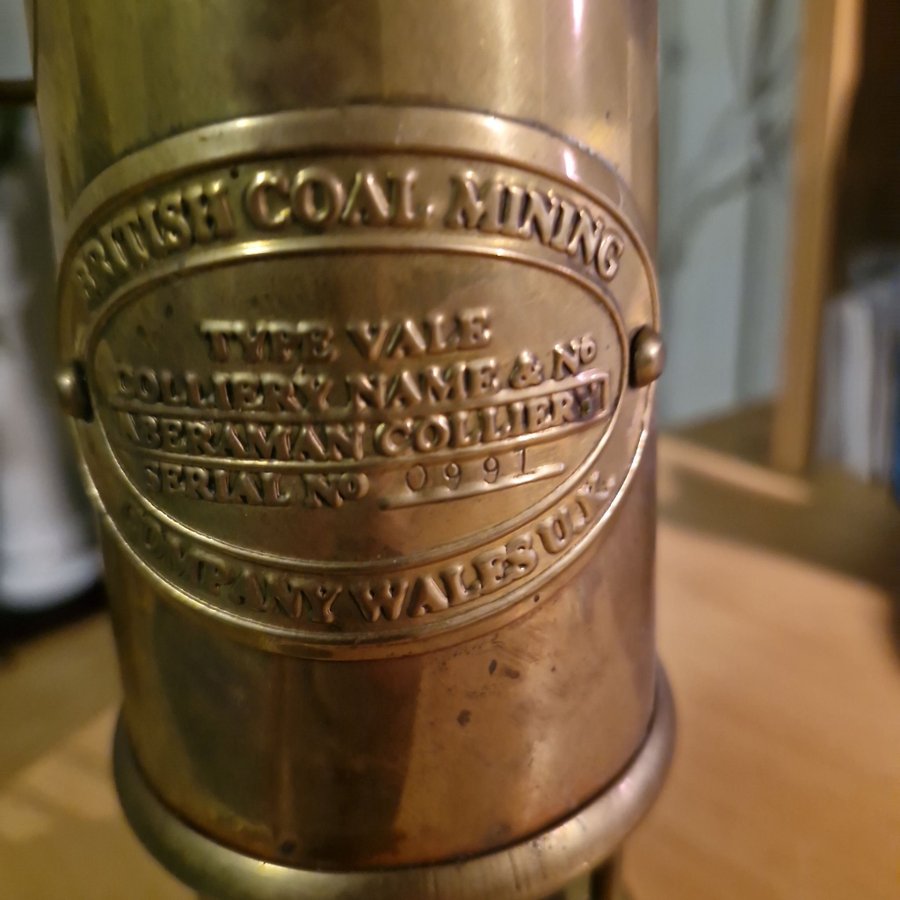 BRITISH COAL MINING
TYPE VALE
COLLIERY NAME & No
ABERAMAN COLLIERY
SERIAL No 0991
COMPANY WALES U.K.